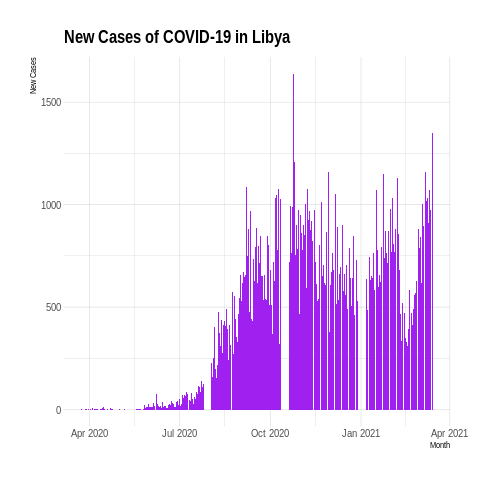 New Cases of COVID-19 in Libya
New Cases
1500
1000
500
0
Apr 2020 Jul 2020 Oct 2020 Jan 2021 Apr 2021
Month